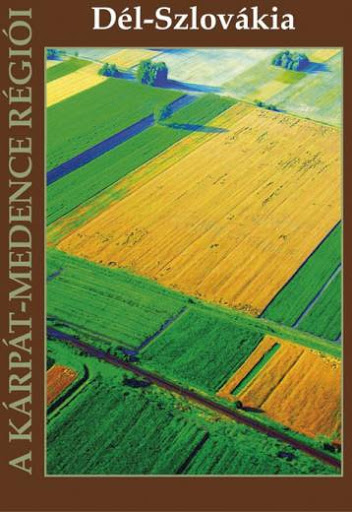 Dél-Szlovákia
A KÁRPÁT-MEDENCE RÉGIÓI